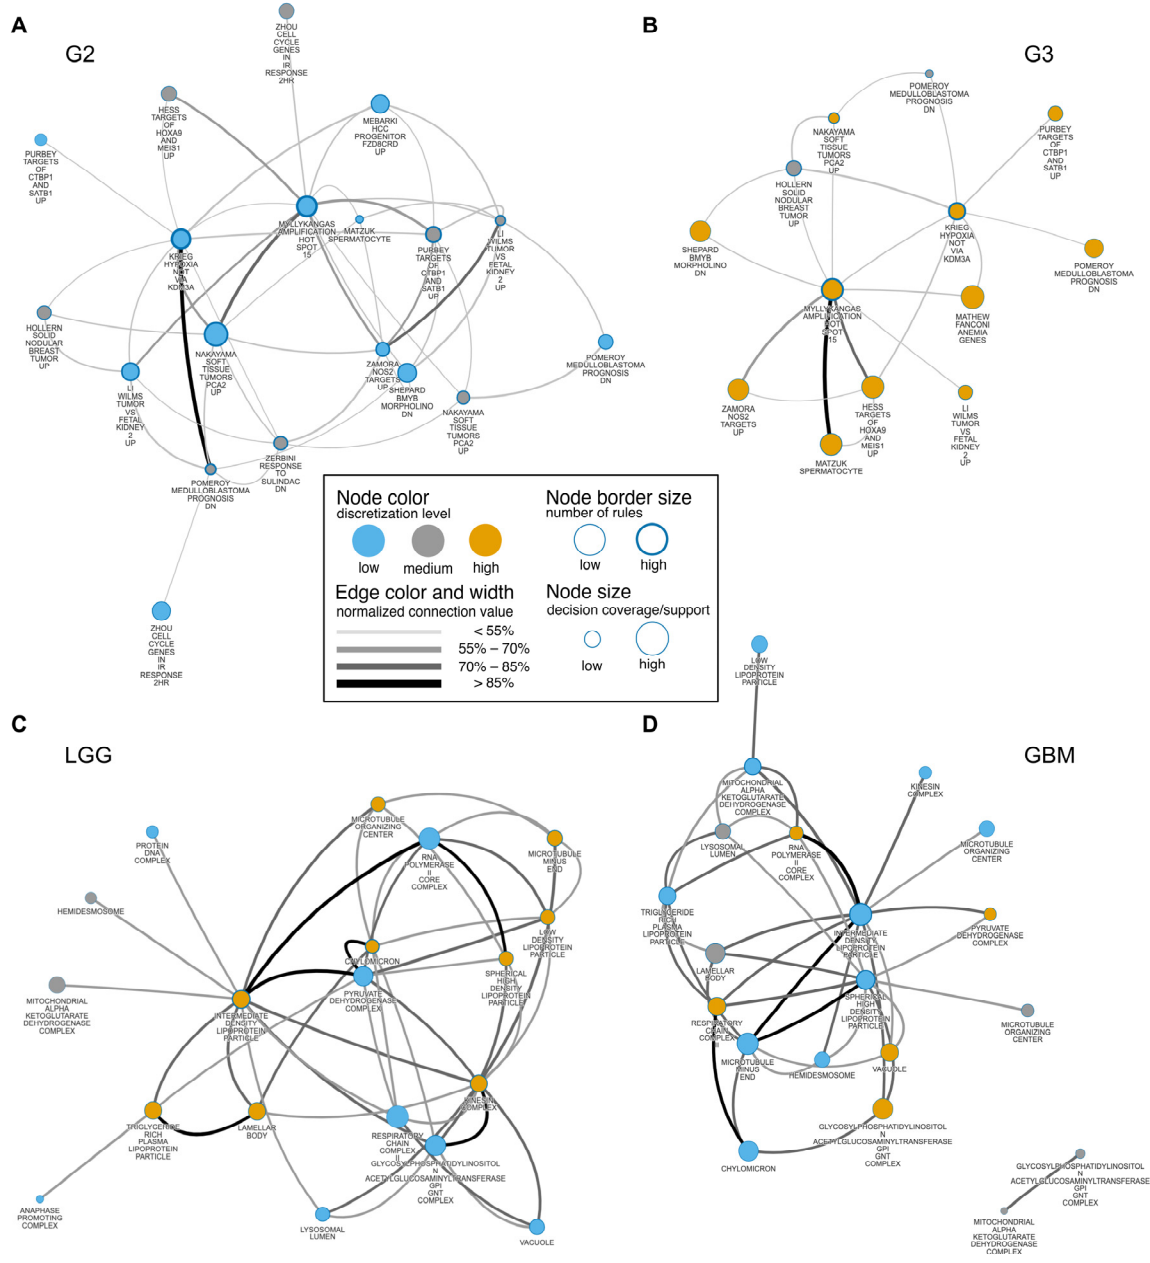 A
G2
ZHOU
CELL
CYCLE
GENES
IN
IR
RESPONSE
2HR
HESS
TARGETS
OF
HOXA9
AND
MEIS1
UP
MEBARKI
HCC
PROGENITOR
FZD8CRD
UP
PURBEY
TARGETS
OF
CTBP1
AND
SATB1
UP
MYLLYKANGAS
AMPLIFICATION
HOT
SPOT
15
MATZUK
SPERMATOCYTE
PURBEY
TARGETS
OF
CTBP1
AND
SATB1
UP
LI
WILMS
TUMOR
VS
FETAL
KIDNEY
2
UP
KRIEG
HYPOXIA
NOT
VIA
KDM3A
HOLLERN
SOLID
NODULAR
BREAST
TUMOR
UP
NAKAYAMA
SOFT
TISSUE
TUMORS
PCA2
UP
LI
WILMS
TUMOR
VS
FETAL
KIDNEY
2
UP
ZAMORA
NOS2
TARGETS
UP
SHEPARD
BMYB
MORPHOLINO
DN
POMEROY
MEDULLOBLASTOMA
PROGNOSIS
DN
NAKAYAMA
SOFT
TISSUE
TUMORS
PCA2
UP
ZERBINI
RESPONSE
TO
SULINDAC
DN
POMEROY
MEDULLOBLASTOMA
PROGNOSIS
DN
ZHOU
CELL
CYCLE
GENES
IN
IR
RESPONSE
2HR
B
G3
POMEROY
MEDULLOBLASTOMA
PROGNOSIS
DN
NAKAYAMA
SOFT
TISSUE
TUMORS
PCA2
UP
PURBEY
TARGETS
OF
CTBP1
AND
SATB1
UP
HOLLERN
SOLID
NODULAR
BREAST
TUMOR
UP
KRIEG
HYPOXIA
NOT
VIA
KDM3A
SHEPARD
BMYB
MORPHOLINO
DN
POMEROY
MEDULLOBLASTOMA
PROGNOSIS
DN
MYLLYKANGAS
AMPLIFICATION
HOT
SPOT
15
MATHEW
FANCONI
ANEMIA
GENES
ZAMORA
NOS2
TARGETS
UP
HESS
TARGETS
OF
HOXA9
AND
MEIS1
UP
LI
WILMS
TUMOR
VS
FETAL
KIDNEY
2
UP
MATZUK
SPERMATOCYTE
Node color
discretization level
low
medium
high
Node border size
number of rules
low
high
Edge color and width
normalized connection value
< 55%
55% – 70%
70% – 85%
> 85%
Node size
decision coverage/support
low
high
C
LGG
MICROTUBULE
ORGANIZING
CENTER
PROTEIN
DNA
COMPLEX
RNA
POLYMERASE
II
CORE
COMPLEX
MICROTUBULE
MINUS
END
HEMIDESMOSOME
LOW
DENSITY
LIPOPROTEIN
PARTICLE
CHYLOMICRON
PYRUVATE
DEHYDROGENASE
COMPLEX
SPHERICAL
HIGH
DENSITY
LIPOPROTEIN
PARTICLE
MITOCHONDRIAL
ALPHA
KETOGLUTARATE
DEHYDROGENASE
COMPLEX
INTERMEDIATE
DENSITY
LIPOPROTEIN
PARTICLE
KINESIN
COMPLEX
TRIGLYCERIDE
RICH
PLASMA
LIPOPROTEIN
PARTICLE
LAMELLAR
BODY
RESPIRATORY
CHAIN
COMPLEX
II
GLYCOSYLPHOSPHATIDYLINOSITOL
N
ACETYLGLUCOSAMINYLTRANSFERASE
GPI
GNT
COMPLEX
ANAPHASE
PROMOTING
COMPLEX
LYSOSOMAL
LUMEN
VACUOLE
D
GBM
LOW
DENSITY
LIPOPROTEIN
PARTICLE
MITOCHONDRIAL
ALPHA
KETOGLUTARATE
DEHYDROGENASE
COMPLEX
KINESIN
COMPLEX
LYSOSOMAL
LUMEN
RNA
POLYMERASE
II
CORE
COMPLEX
MICROTUBULE
ORGANIZING
CENTER
TRIGLYCERIDE
RICH
PLASMA
LIPOPROTEIN
PARTICLE
INTERMEDIATE
DENSITY
LIPOPROTEIN
PARTICLE
PYRUVATE
DEHYDROGENASE
COMPLEX
LAMELLAR
BODY
SPHERICAL
HIGH
DENSITY
LIPOPROTEIN
PARTICLE
RESPIRATORY
CHAIN
COMPLEX
II
MICROTUBULE
ORGANIZING
CENTER
MICROTUBULE
MINUS
END
HEMIDESMOSOME
VACUOLE
GLYCOSYLPHOSPHATIDYLINOSITOL
N
ACETYLGLUCOSAMINYLTRANSFERASE
GPI
GNT
COMPLEX
CHYLOMICRON
GLYCOSYLPHOSPHATIDYLINOSITOL
N
ACETYLGLUCOSAMINYLTRANSFERASE
GPI
GNT
COMPLEX
MITOCHONDRIAL
ALPHA
KETOGLUTARATE
DEHYDROGENASE
COMPLEX